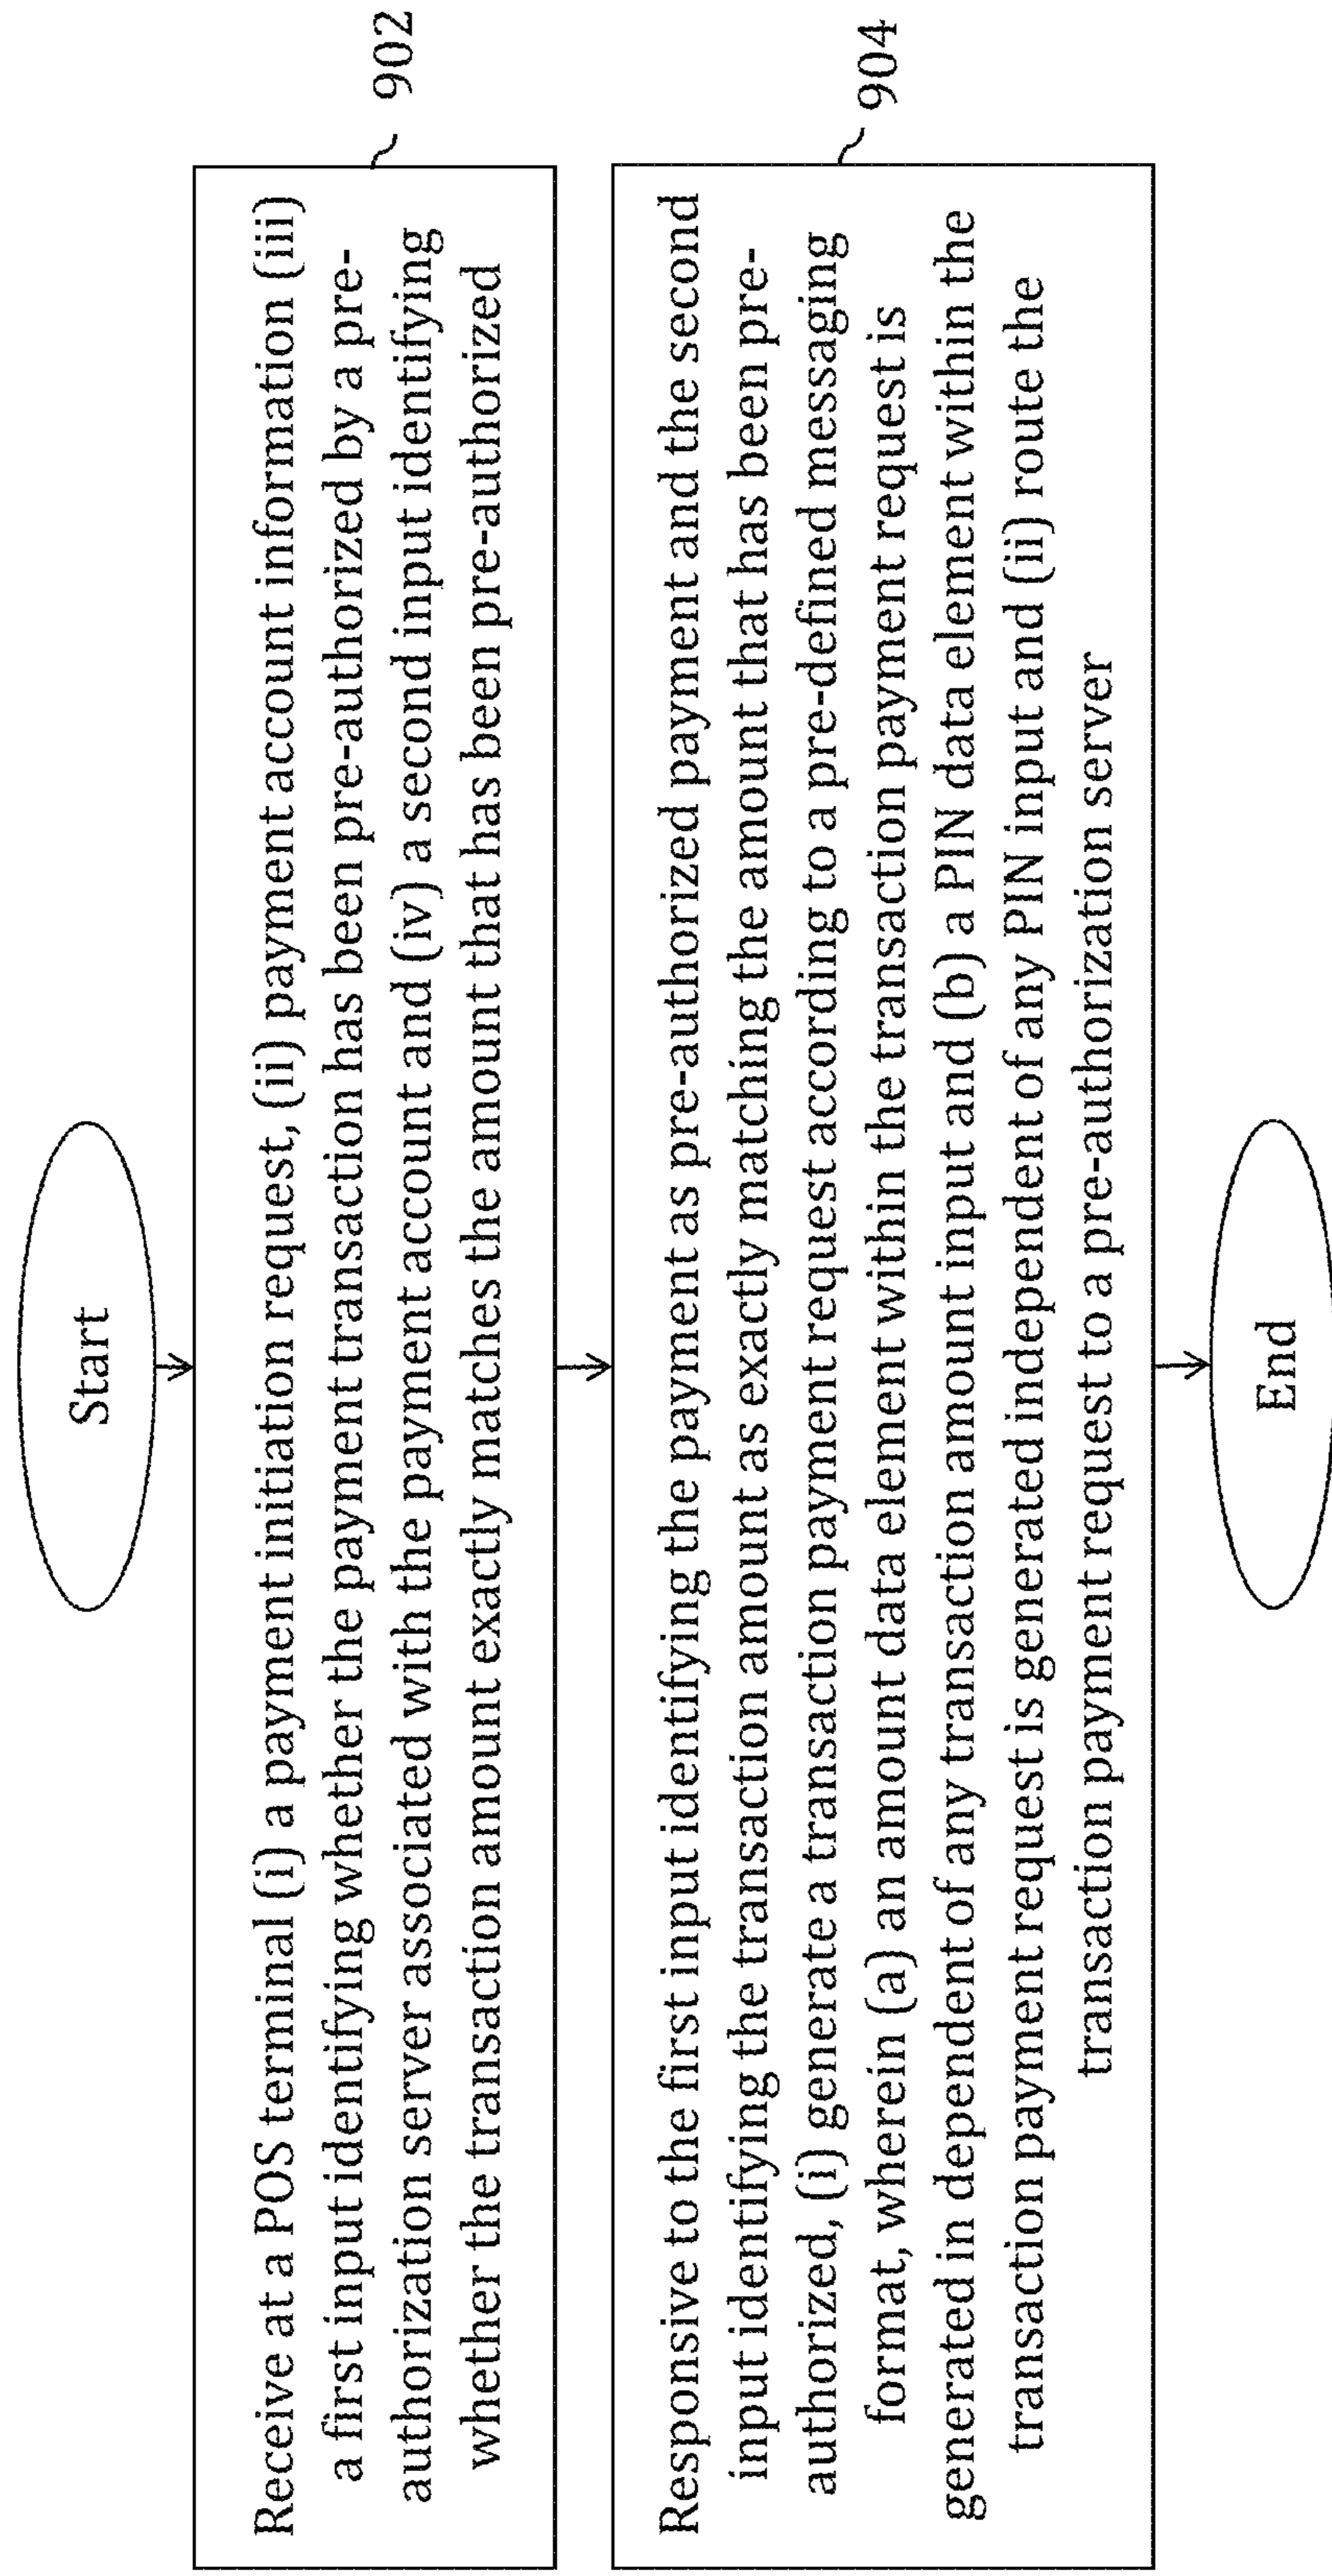 Start
Receive at a POS terminal (i) a payment initiation request, (ii) payment account information (iii)
a first input identifying whether the payment transaction has been pre-authorized by a pre-
authorization server associated with the payment account and (iv) a second input identifying
whether the transaction amount exactly matches the amount that has been pre-authorized
902
Responsive to the first input identifying the payment as pre-authorized payment and the second
input identifying the transaction amount as exactly matching the amount that has been pre-
authorized, (i) generate a transaction payment request according to a pre-defined messaging
format, wherein (a) an amount data element within the transaction payment request is
generated in dependent of any transaction amount input and (b) a PIN data element within the
transaction payment request is generated independent of any PIN input and (ii) route the
transaction payment request to a pre-authorization server
904
End